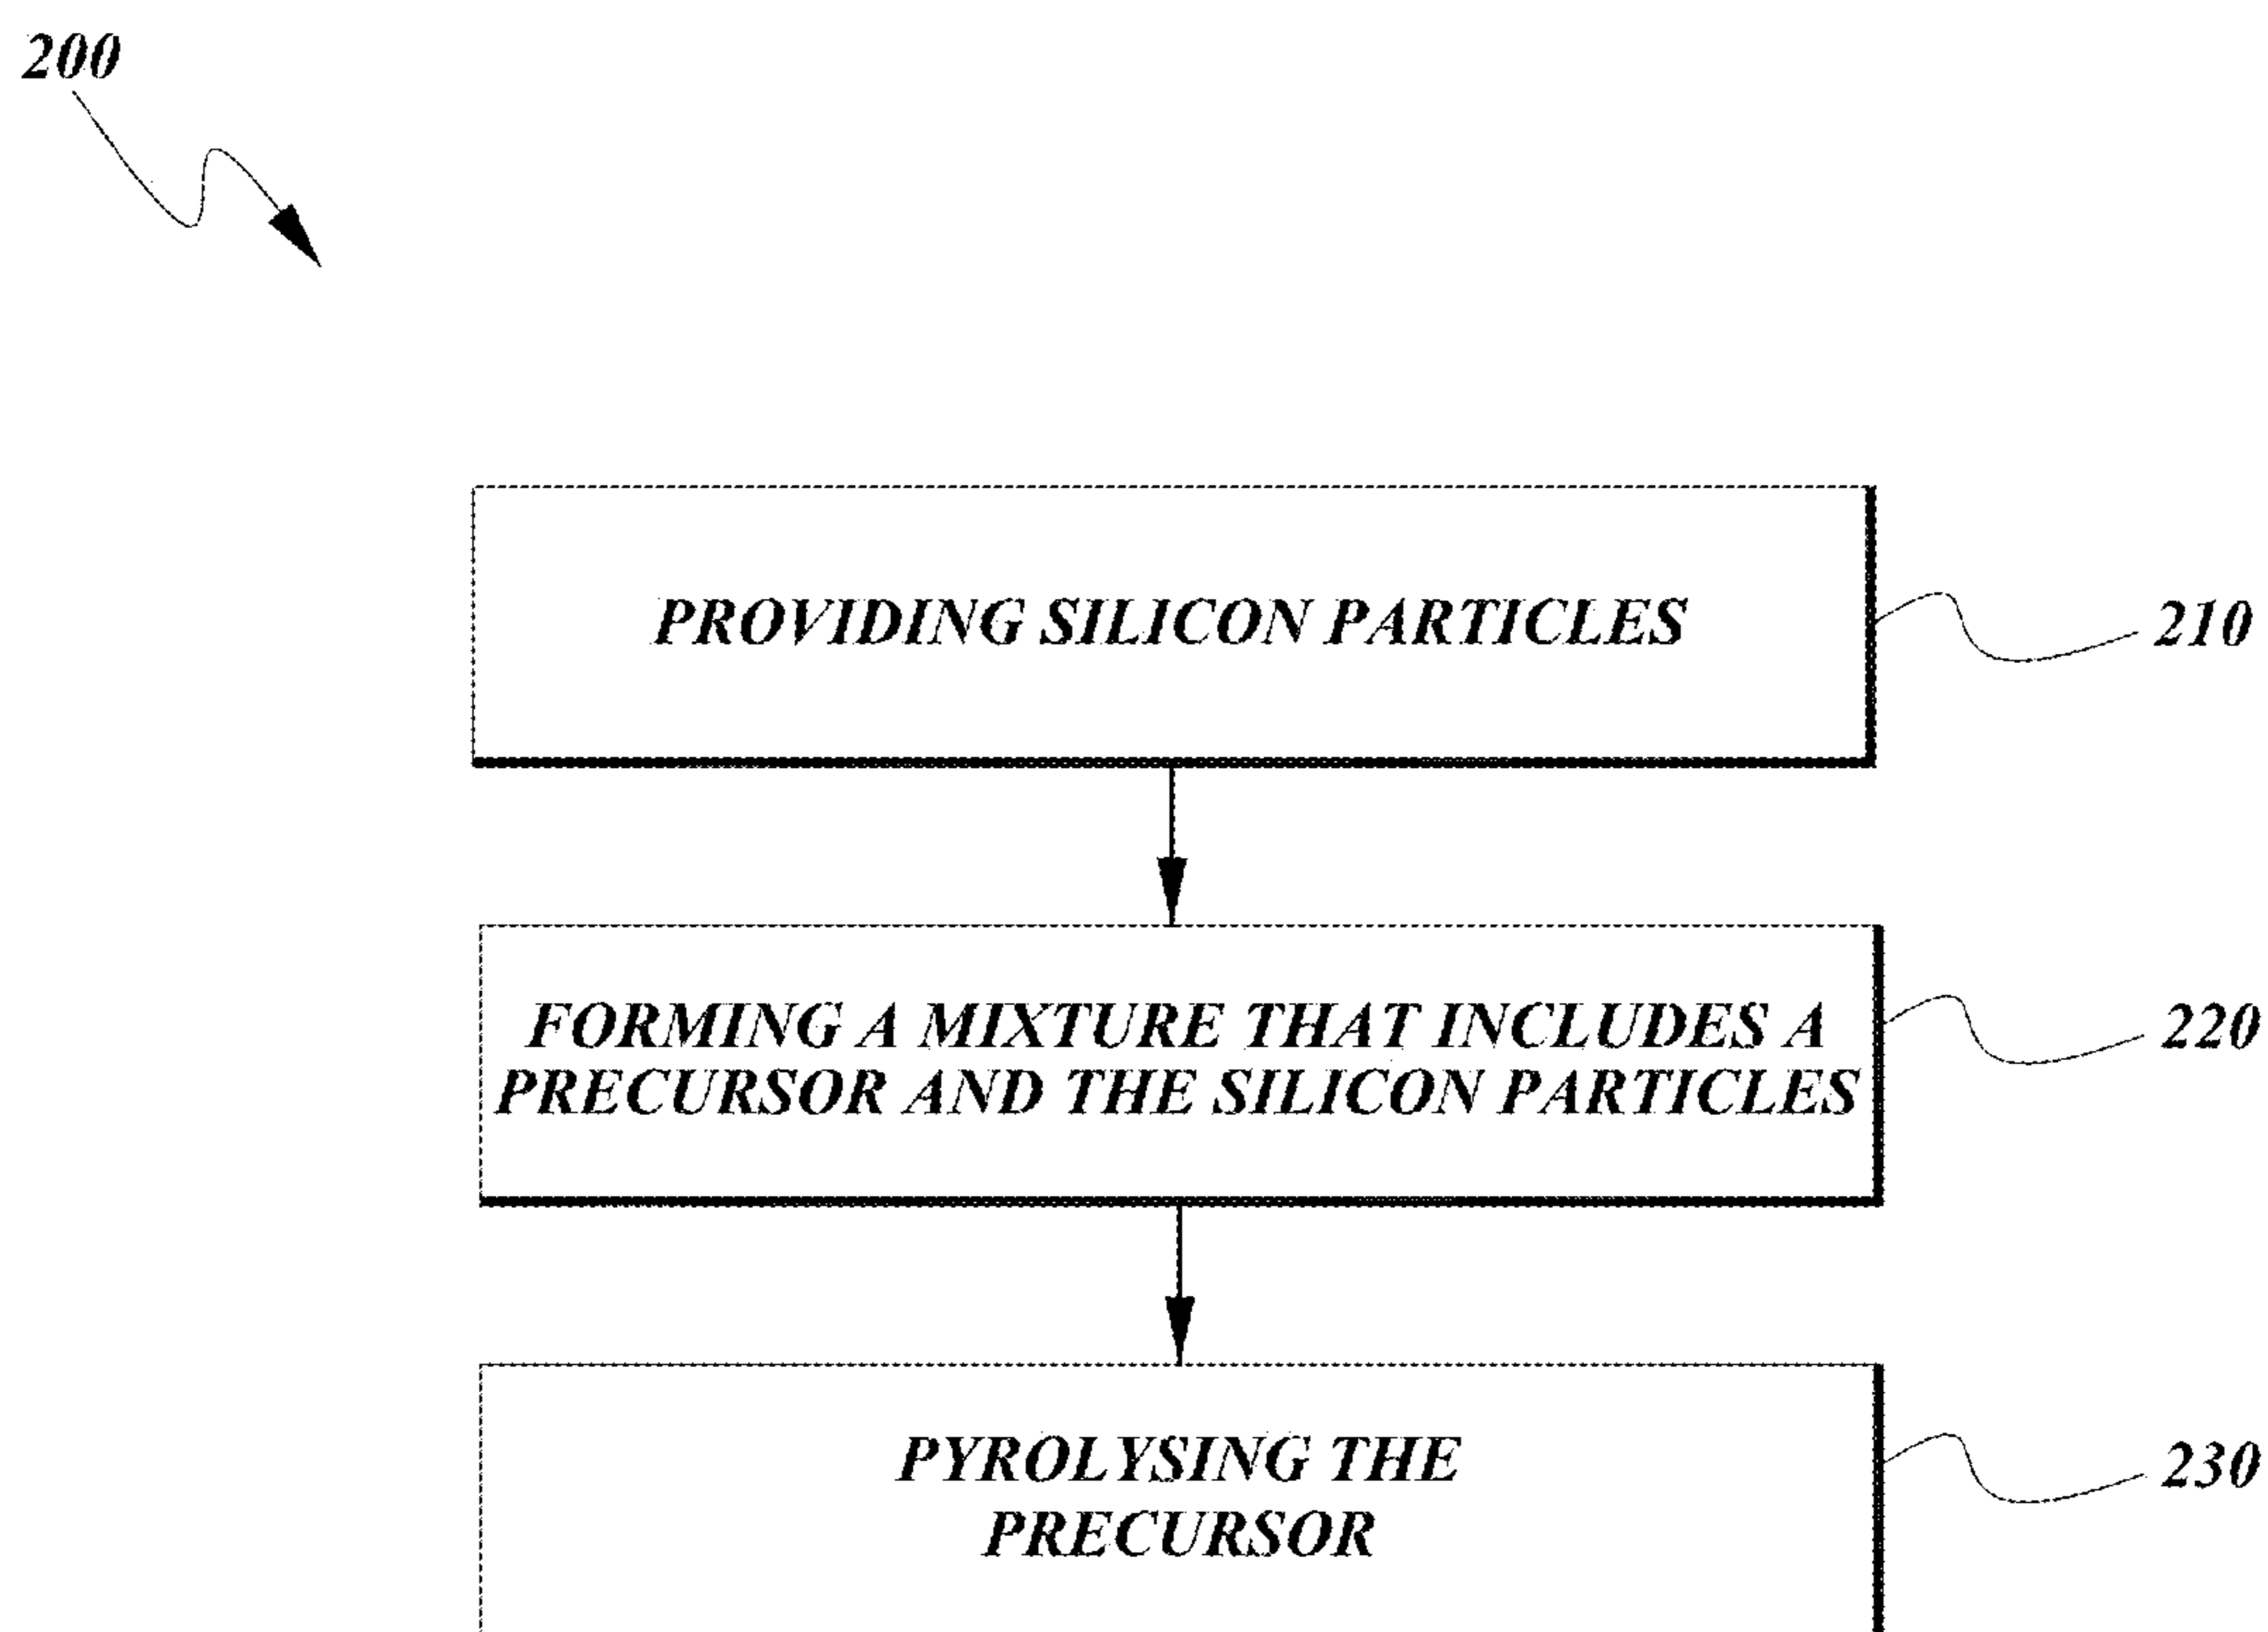 200
PROVIDING SILICON PARTICLES
210
FORMING A MIXTURE THAT INCLUDES A
PRECURSOR AND THE SILICON PARTICLES
220
PYROLYSING THE
PRECURSOR
230